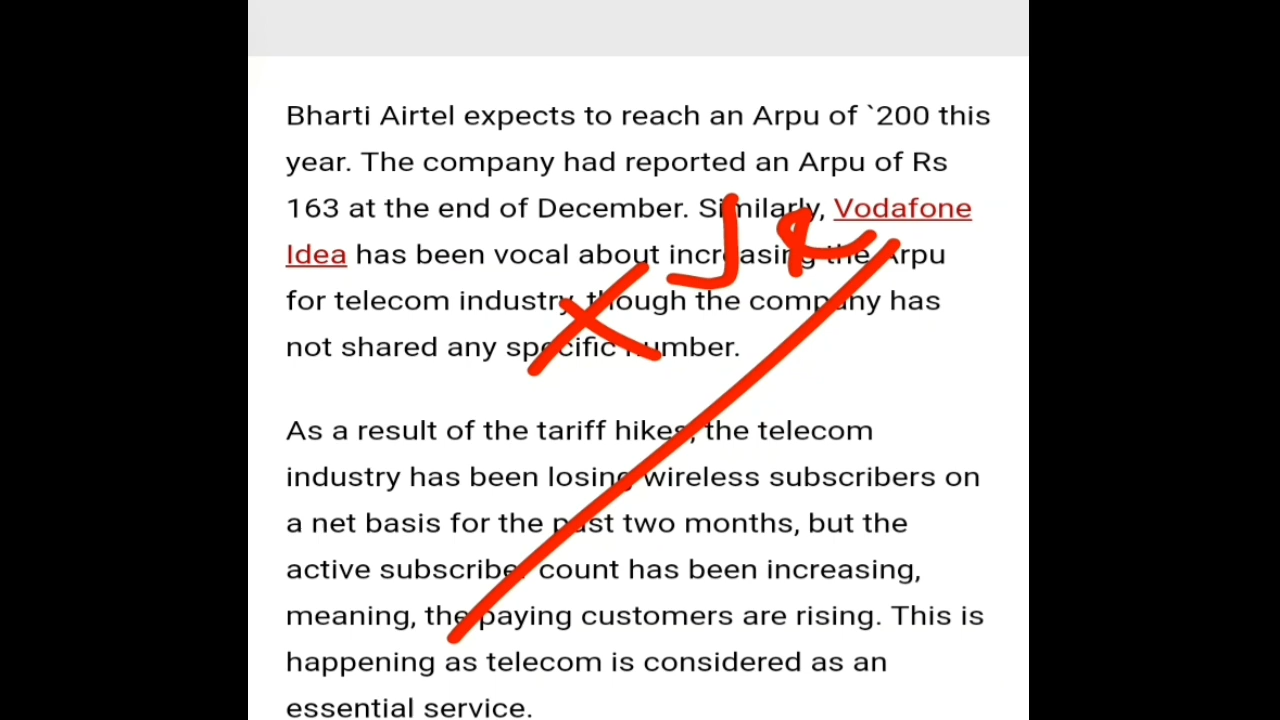 Bharti Airtel expects to reach an Arpu of `200 this
year. The company had reported an Arpu of Rs
163 at the end of December. Similarly, Vodafone
Idea has been vocal about increasing the Arpu
for telecom industry, though the company has
not shared any specific number.
As a result of the tariff hikes, the telecom
industry has been losing wireless subscribers on
a net basis for the past two months, but the
active subscriber count has been increasing,
meaning, the paying customers are rising. This is
happening as telecom is considered as an
essential service.